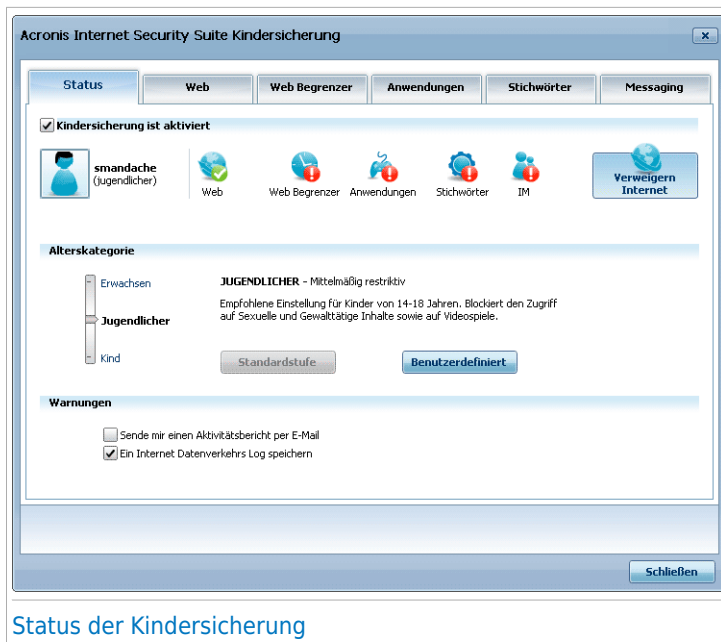 Acronis Internet Security Suite Kindersicherung
Status
Web
Web Begrenzer
Anwendungen
Stichwörter
Messaging
Kindersicherung ist aktiviert
smandache
(jugendlicher)
Web
Web Begrenzer
Anwendungen
Stichwörter
IM
Verweigern
Internet
Alterskategorie
Erwachsen
Jugendlicher
Kind
JUGENDLICHER - Mittelmäßig restriktiv
Empfohlene Einstellung für Kinder von 14-18 Jahren. Blockiert den Zugriff
auf Sexuelle und Gewalttätige Inhalte sowie auf Videospiele.
Standardstufe
Benutzerdefiniert
Warnungen
Sende mir einen Aktivitätsbericht per E-Mail
Ein Internet Datenverkehrs Log speichern
Schließen
Status der Kindersicherung